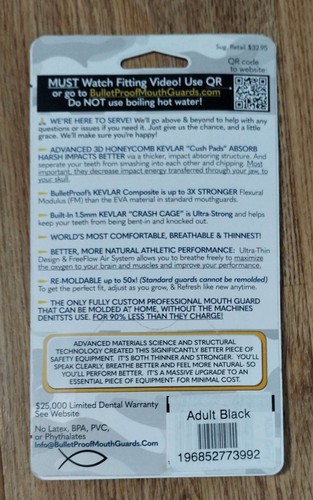 Sug. Retail $32.95
QR code
to website:
MUST Watch Fitting Video! Use QR
or go to BulletProofMouthGuards.com
Do NOT use boiling hot water!
WE'RE HERE TO SERVE! We'll go above & beyond to help with any
questions or issues if you need it. Just give us the chance, and a little
grace. We'll make sure you're happy!
ADVANCED 3D HONEYCOMB KEVLAR "Cush Pads" ABSORB
HARSH IMPACTS BETTER via a thicker, impact absorbing structure. And
seperate your teeth from smashing into each other and chipping. Most
important, they decrease impact energy transferred through your jaw, to
your skull.
BulletProof's KEVLAR Composite is up to 3X STRONGER Flexural
Modulus (FM) than the EVA material in standard mouthguards.
Built-in 1.5mm KEVLAR "CRASH CAGE" is Ultra-Strong and helps
keep your teeth from being bent-in and knocked out.
WORLD'S MOST COMFORTABLE, BREATHABLE & THINNEST!
BETTER, MORE NATURAL ATHLETIC PERFORMANCE: Ultra-Thin
Design & FreeFlow Air System allows you to breathe freely to maximize
the oxygen to your brain and muscles and improve your performance.
RE-MOLDABLE up to 50x! (Standard guards cannot be remolded)
To get the perfect fit, adjust as you grow, & Refresh like new anytime.
THE ONLY FULLY CUSTOM PROFESSIONAL MOUTH GUARD
THAT CAN BE MOLDED AT HOME, WITHOUT THE MACHINES
DENITSTS USE, FOR 90% LESS THAN THEY CHARGE!
ADVANCED MATERIALS SCIENCE AND STRUCTURAL
TECHNOLOGY CREATED THIS SIGNIFICANTLY BETTER PIECE OF
SAFETY EQUIPMENT. IT'S BOTH THINNER AND STRONGER. YOU'LL
SPEAK CLEARLY, BREATHE BETTER AND FEEL MORE NATURAL- SO
YOU'LL PERFORM BETTER. IT'S A MASSIVE UPGRADE TO AN
ESSENTIAL PIECE OF EQUIPMENT- FOR MINIMAL COST.
$25,000 Limited Dental Warranty
See Website
No Latex, BPA, PVC,
or Phythalates
Info@BulletProofMouthGuards.Com
Adult Black
196852773992